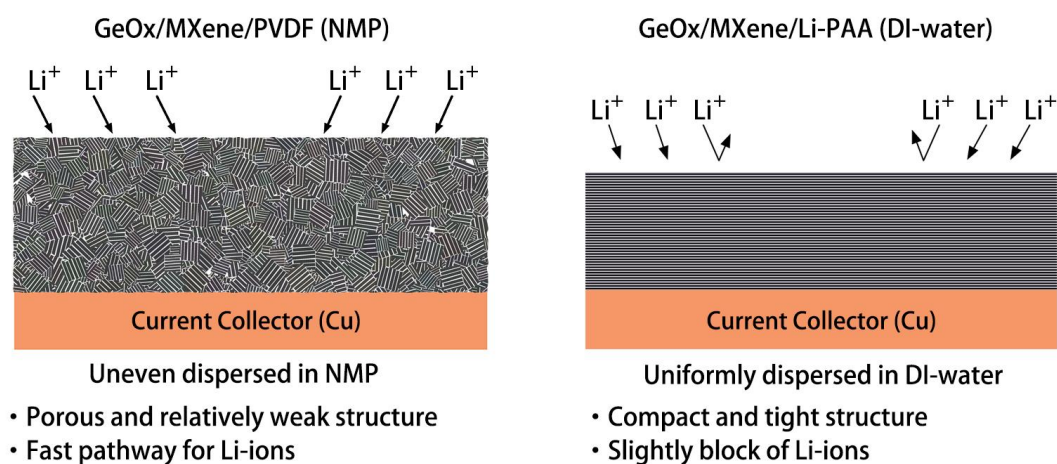 GeOx/MXene/PVDF (NMP)
Li+ Li+ Li+ Li+ Li+ Li+
Current Collector (Cu)
Uneven dispersed in NMP
・Porous and relatively weak structure
・Fast pathway for Li-ions
GeOx/MXene/Li-PAA (DI-water)
Li+ Li+ Li+ Li+ Li+ Li+
Current Collector (Cu)
Uniformly dispersed in DI-water
・Compact and tight structure
・Slightly block of Li-ions